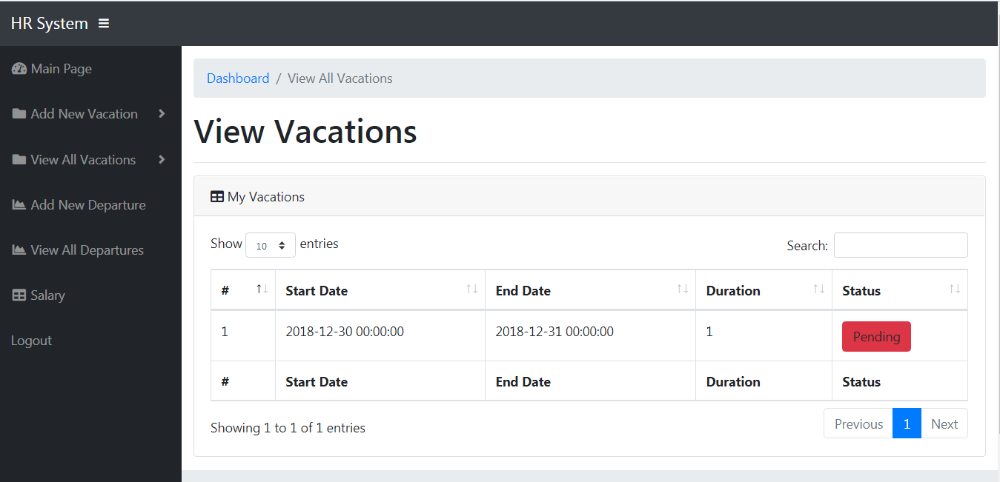 HR System
Main Page
Add New Vacation
View All Vacations
Add New Departure
View All Departures
Salary
Logout
Dashboard / View All Vacations
View Vacations
My Vacations
Show 10 entries
Search:
# Start Date End Date Duration Status
1 2018-12-30 00:00:00 2018-12-31 00:00:00 1 Pending
# Start Date End Date Duration Status
Showing 1 to 1 of 1 entries
Previous 1 Next